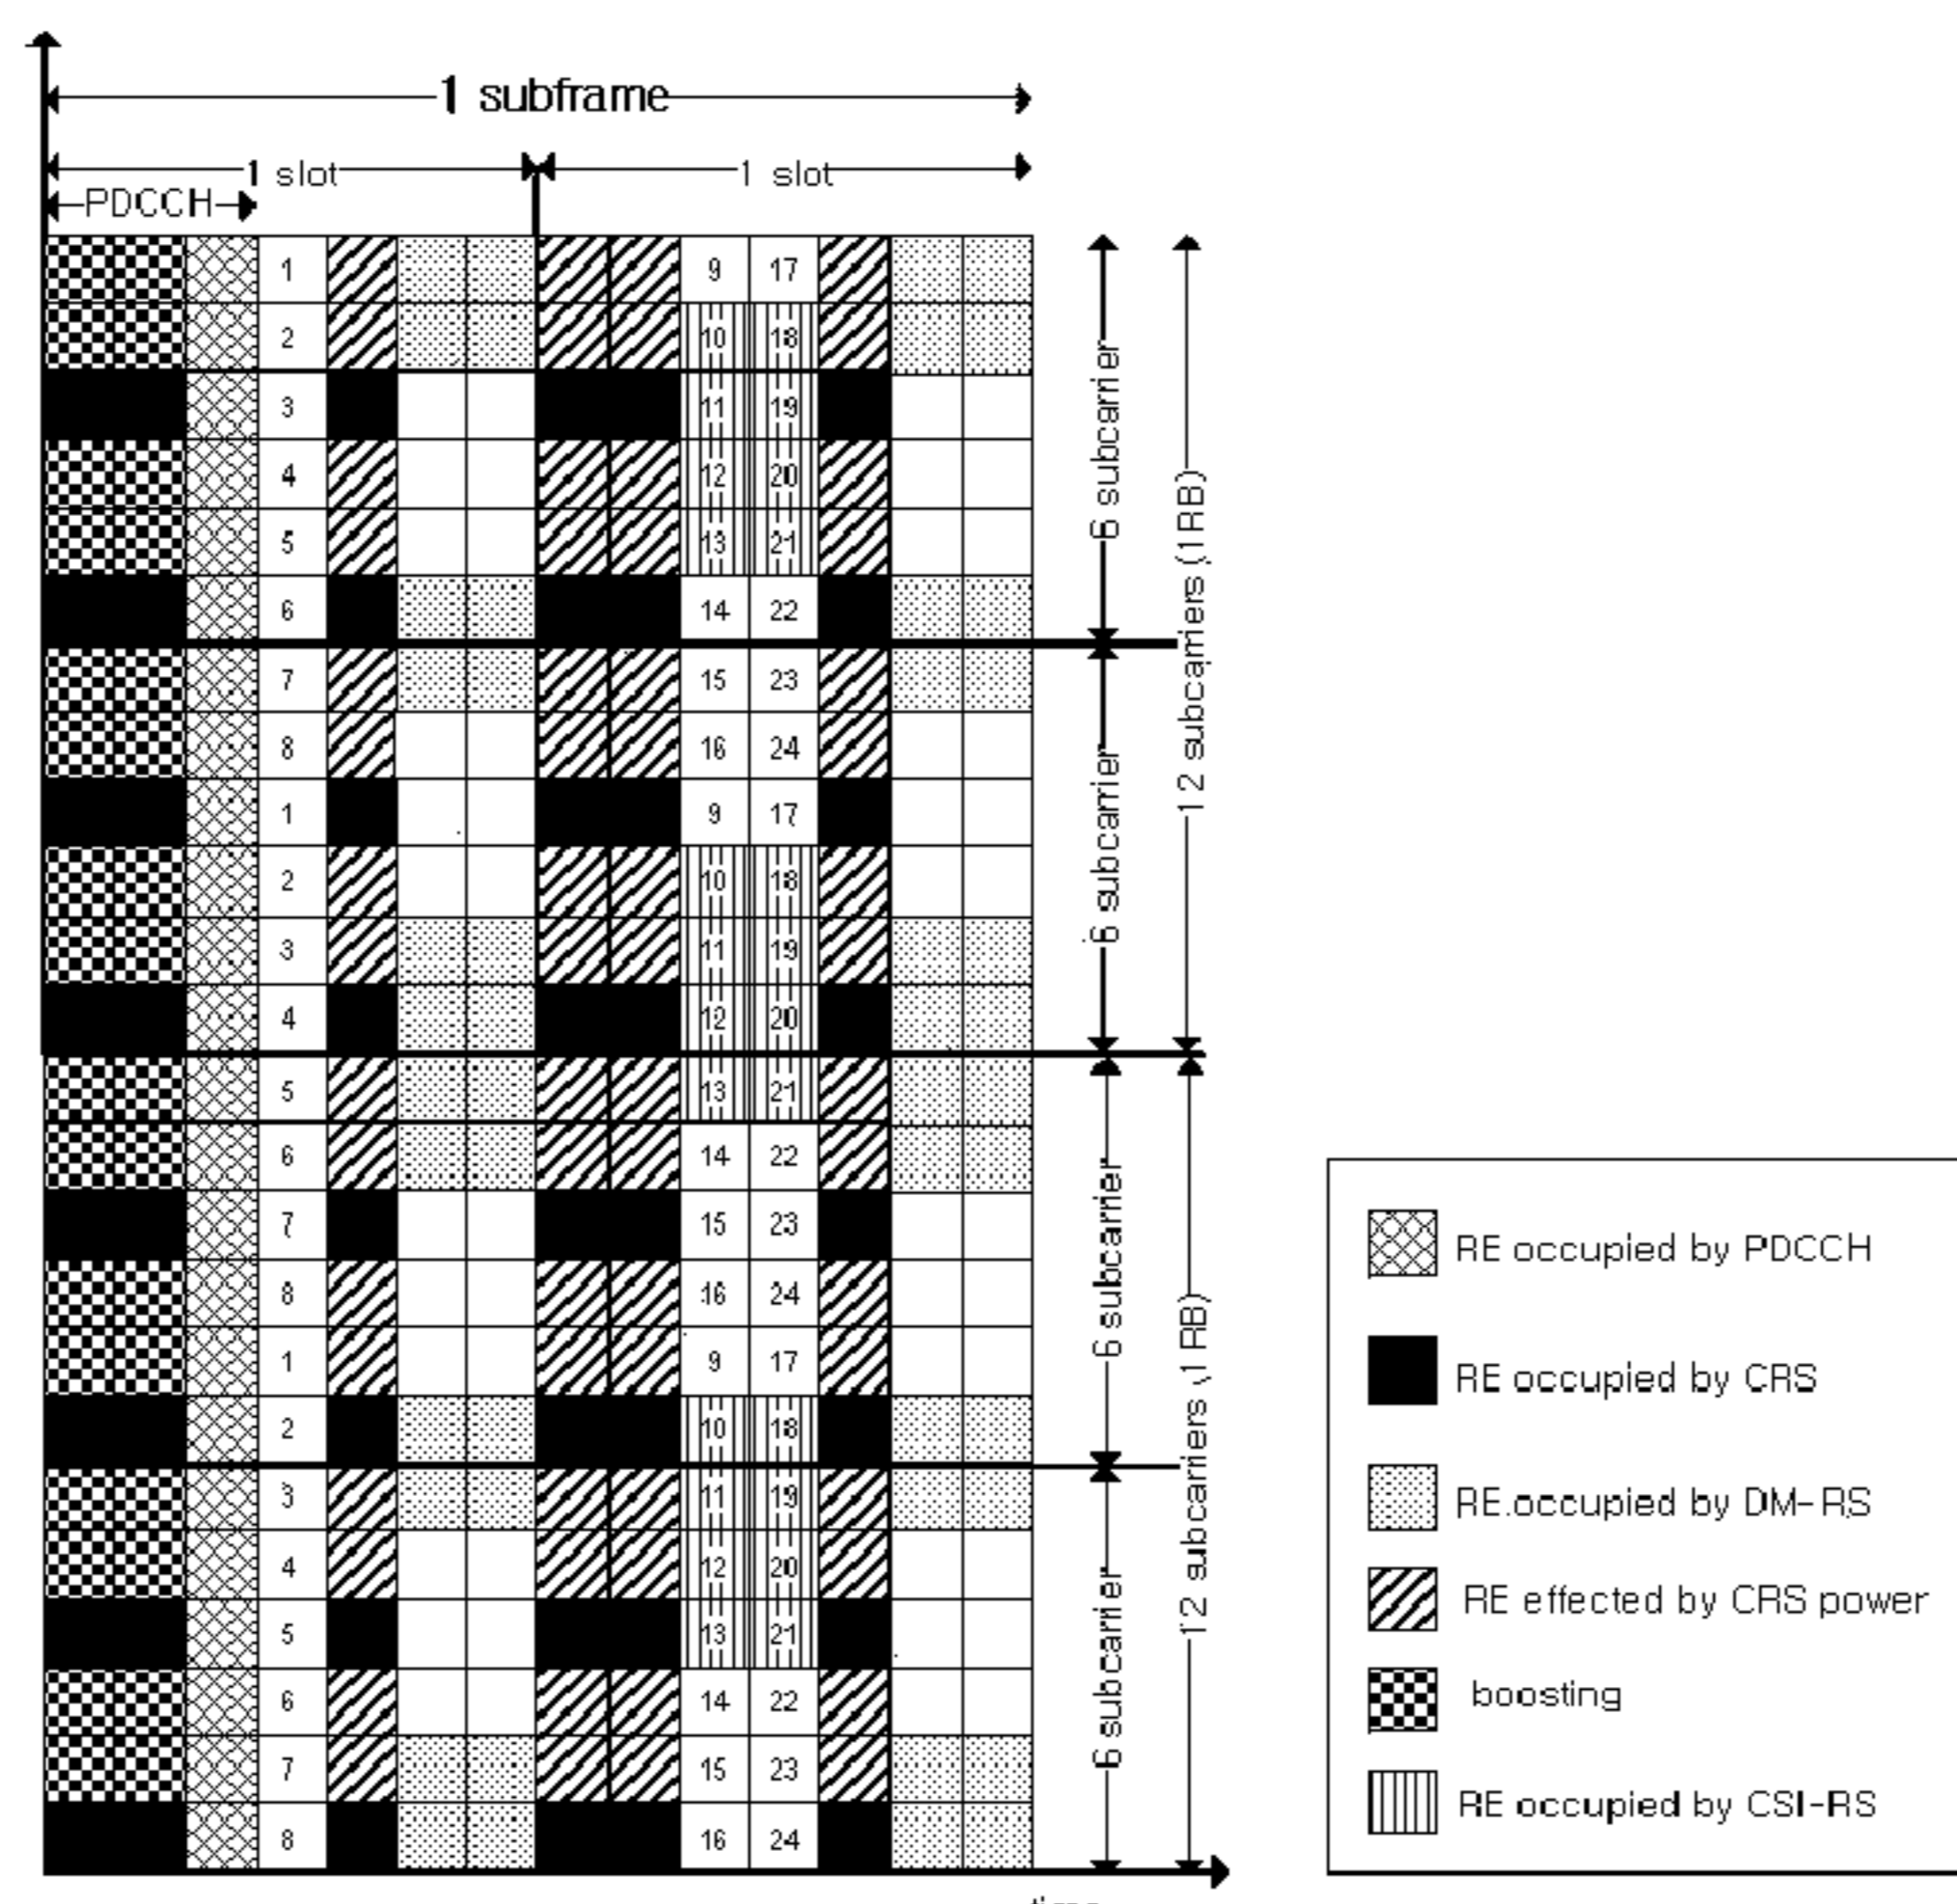 1 subframe
1 slot 1 slot
PDCCH
1 9 17
2 10 18
3 11 19
4 12 20
5 13 21
6 14 22
7 15 23
8 16 24
1 9 17
2 10 18
3 11 19
4 12 20
5 13 21
6 14 22
7 15 23
8 16 24
1 9 17
2 10 18
3 11 19
4 12 20
5 13 21
6 14 22
7 15 23
8 16 24
6 subcarrier
6 subcarrier
6 subcarrier
6 subcarrier
12 subcarriers (1RB)
12 subcarriers (1RB)
RE occupied by PDCCH
RE occupied by CRS
RE occupied by DM-RS
RE effected by CRS power
boosting
RE occupied by CSI-RS